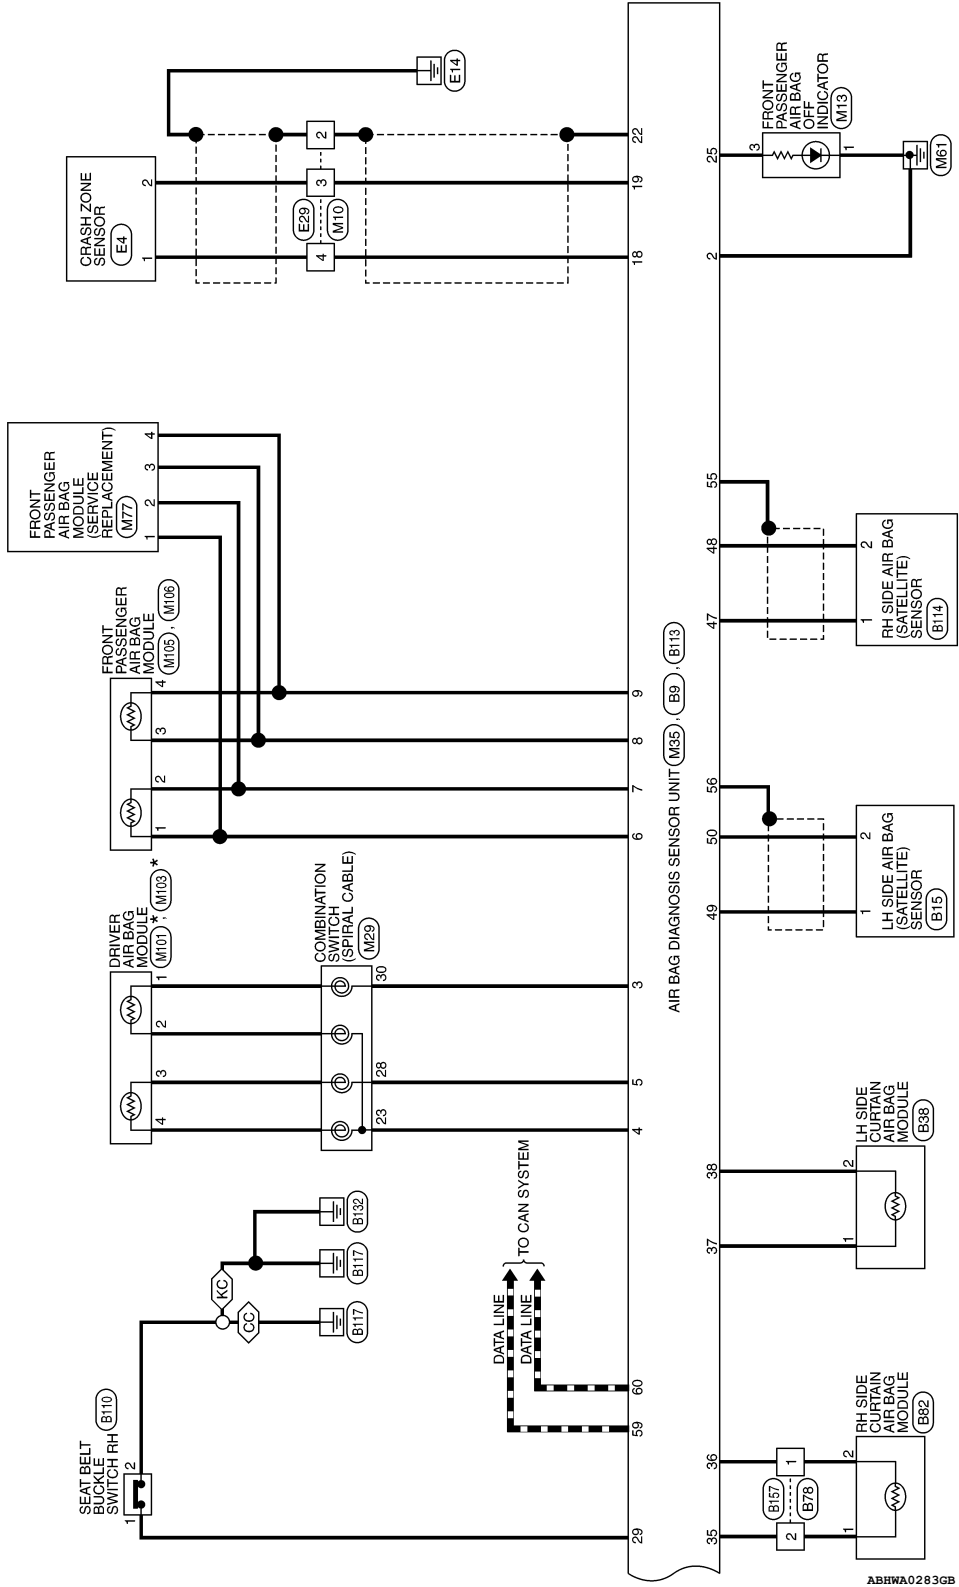 SEAT BELT
BUCKLE
SWITCH RH
B110
1
2
KC
CC
B117
B117
B132
DATA LINE
DATA LINE
TO CAN SYSTEM
DRIVER
AIR BAG
MODULE
M101 * , M103 *
4
3
2
1
COMBINATION
SWITCH
(SPIRAL CABLE)
M29
23
28
30
FRONT
PASSENGER
AIR BAG
MODULE
M105 , M106
1
2
3
4
FRONT
PASSENGER
AIR BAG
MODULE
(SERVICE
REPLACEMENT)
M77
1
2
3
4
CRASH ZONE
SENSOR
E4
1
2
4
3
2
E29
M10
E14
29
59
60
4
5
3
6
7
8
9
18
19
22
AIR BAG DIAGNOSIS SENSOR UNIT M35 , B9 , B113
35
36
37
38
49
50
56
47
48
55
2
25
2
1
B157
B78
1
2
RH SIDE
CURTAIN
AIR BAG
MODULE
B82
1
2
LH SIDE
CURTAIN
AIR BAG
MODULE
B38
1
2
LH SIDE AIR BAG
(SATELLITE)
SENSOR
B15
1
2
RH SIDE AIR BAG
(SATELLITE)
SENSOR
B114
3
1
FRONT
PASSENGER
AIR BAG
OFF
INDICATOR
M13
M61
ABHWA0283GB